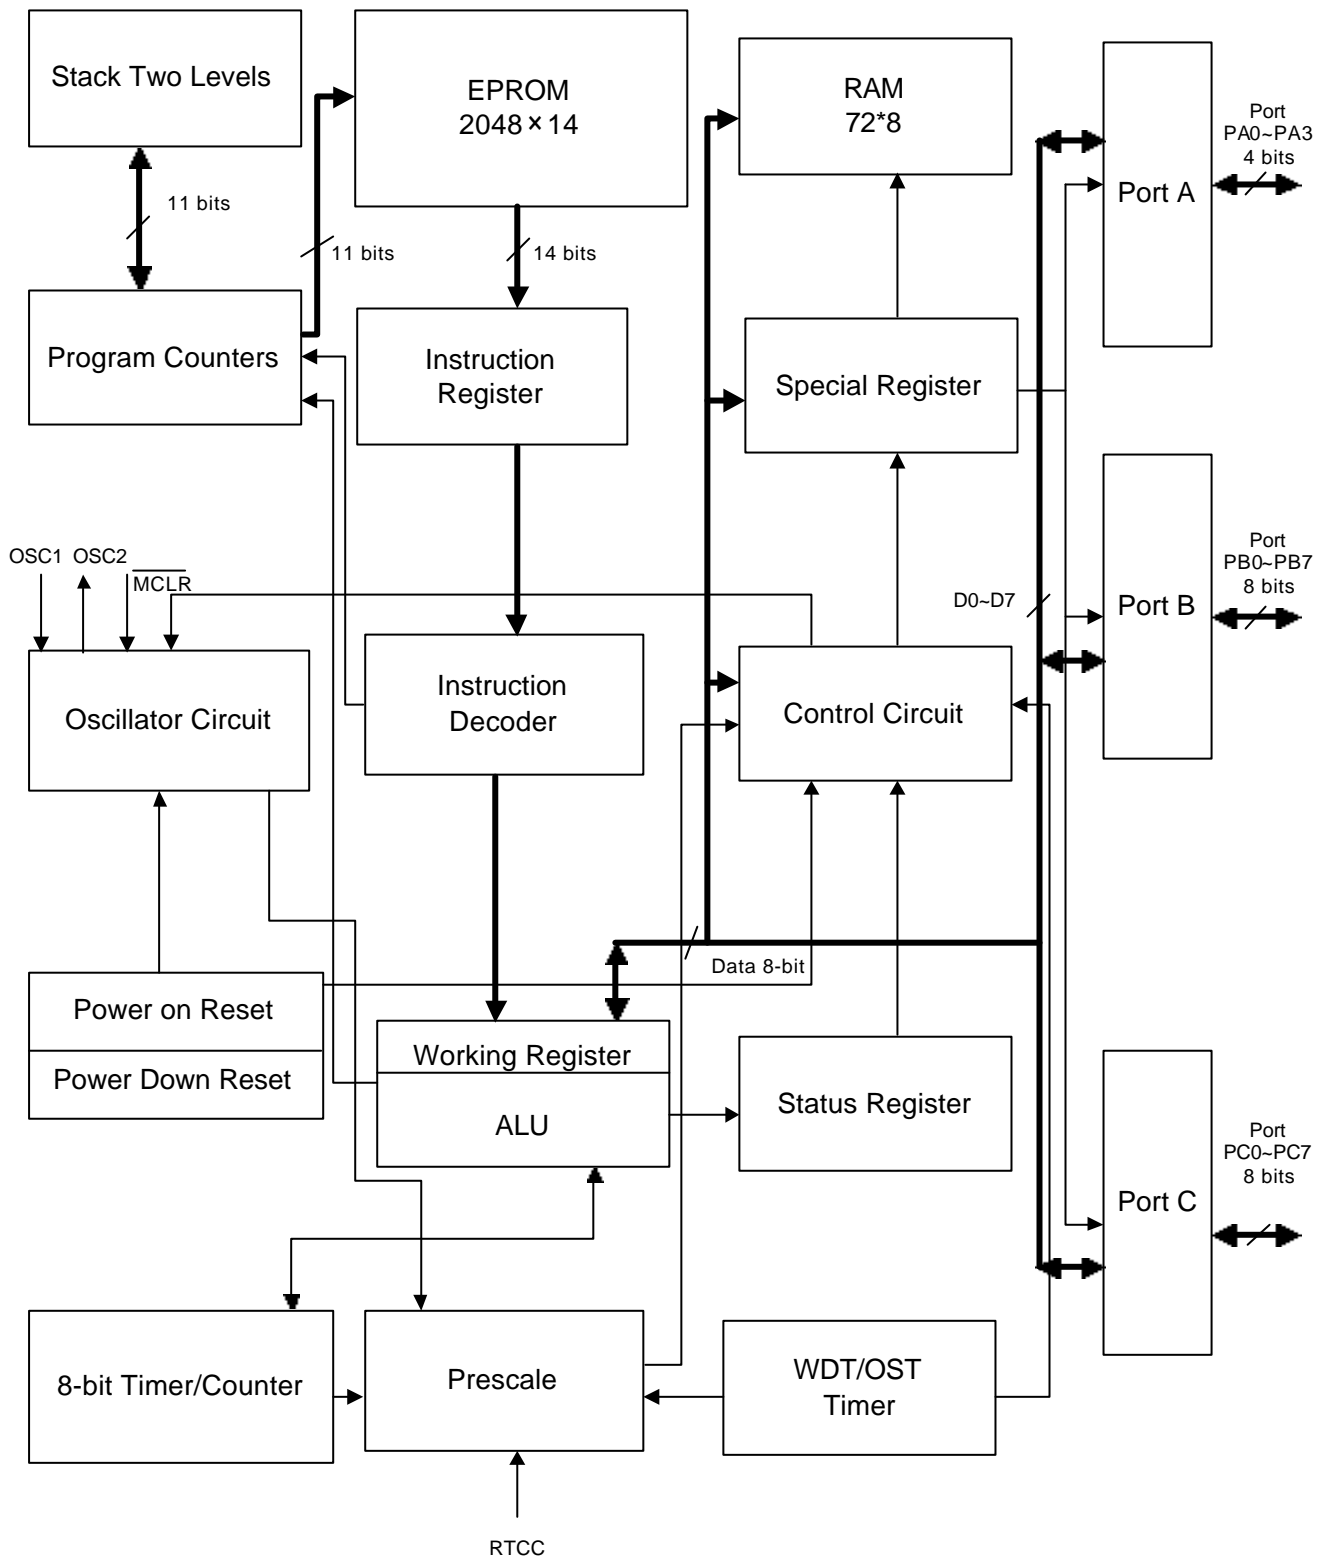 Stack Two Levels
EPROM
2048×14
RAM
72*8
Port
PA0~PA3
4 bits
Port A
11 bits
11 bits
14 bits
Program Counters
Instruction
Register
Special Register
OSC1 OSC2
MCLR
D0~D7
Port B
Port
PB0~PB7
8 bits
Oscillator Circuit
Instruction
Decoder
Control Circuit
Data 8-bit
Power on Reset
Power Down Reset
Working Register
ALU
Status Register
Port C
Port
PC0~PC7
8 bits
8-bit Timer/Counter
Prescale
WDT/OST
Timer
RTCC